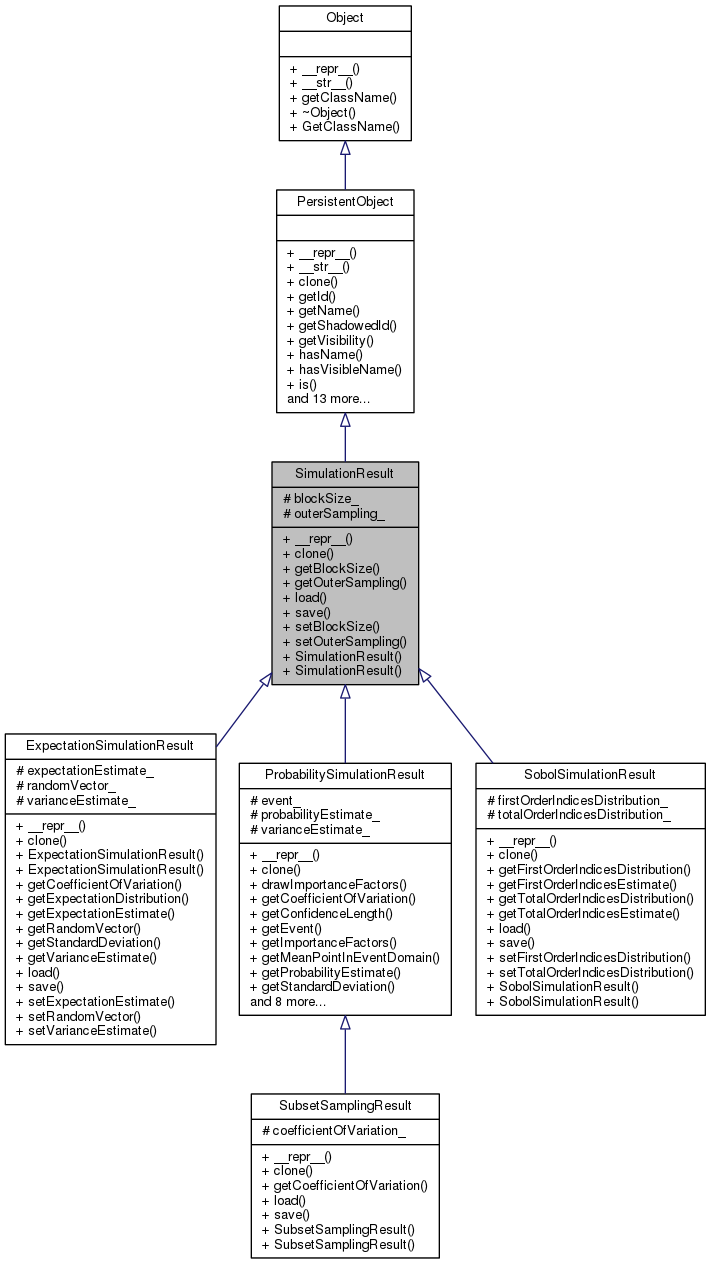 Object
+ __repr__()
+ __str__()
+ getClassName()
+ ~Object()
+ GetClassName()
PersistentObject
+ __repr__()
+ __str__()
+ clone()
+ getId()
+ getName()
+ getShadowedId()
+ getVisibility()
+ hasName()
+ hasVisibleName()
+ is()
and 13 more...
SimulationResult
# blockSize_
# outerSampling_
+ __repr__()
+ clone()
+ getBlockSize()
+ getOuterSampling()
+ load()
+ save()
+ setBlockSize()
+ setOuterSampling()
+ SimulationResult()
+ SimulationResult()
ExpectationSimulationResult
# expectationEstimate_
# randomVector_
# varianceEstimate_
+ __repr__()
+ clone()
+ ExpectationSimulationResult()
+ ExpectationSimulationResult()
+ getCoefficientOfVariation()
+ getExpectationDistribution()
+ getExpectationEstimate()
+ getRandomVector()
+ getStandardDeviation()
+ getVarianceEstimate()
+ load()
+ save()
+ setExpectationEstimate()
+ setRandomVector()
+ setVarianceEstimate()
ProbabilitySimulationResult
# event_
# probabilityEstimate_
# varianceEstimate_
+ __repr__()
+ clone()
+ drawImportanceFactors()
+ getCoefficientOfVariation()
+ getConfidenceLength()
+ getEvent()
+ getImportanceFactors()
+ getMeanPointInEventDomain()
+ getProbabilityEstimate()
+ getStandardDeviation()
and 8 more...
SobolSimulationResult
# firstOrderIndicesDistribution_
# totalOrderIndicesDistribution_
+ __repr__()
+ clone()
+ getFirstOrderIndicesDistribution()
+ getFirstOrderIndicesEstimate()
+ getTotalOrderIndicesDistribution()
+ getTotalOrderIndicesEstimate()
+ load()
+ save()
+ setFirstOrderIndicesDistribution()
+ setTotalOrderIndicesDistribution()
+ SobolSimulationResult()
+ SobolSimulationResult()
SubsetSamplingResult
# coefficientOfVariation_
+ __repr__()
+ clone()
+ getCoefficientOfVariation()
+ load()
+ save()
+ SubsetSamplingResult()
+ SubsetSamplingResult()